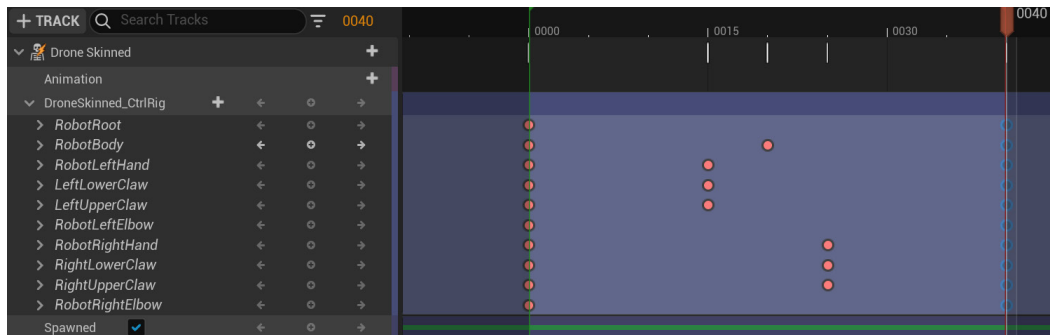 + TRACK Search Tracks 0040
0000 0015 0030 0040
Drone Skinned
Animation
DroneSkinned_CtrlRig
RobotRoot
RobotBody
RobotLeftHand
LeftLowerClaw
LeftUpperClaw
RobotLeftElbow
RobotRightHand
RightLowerClaw
RightUpperClaw
RobotRightElbow
Spawned